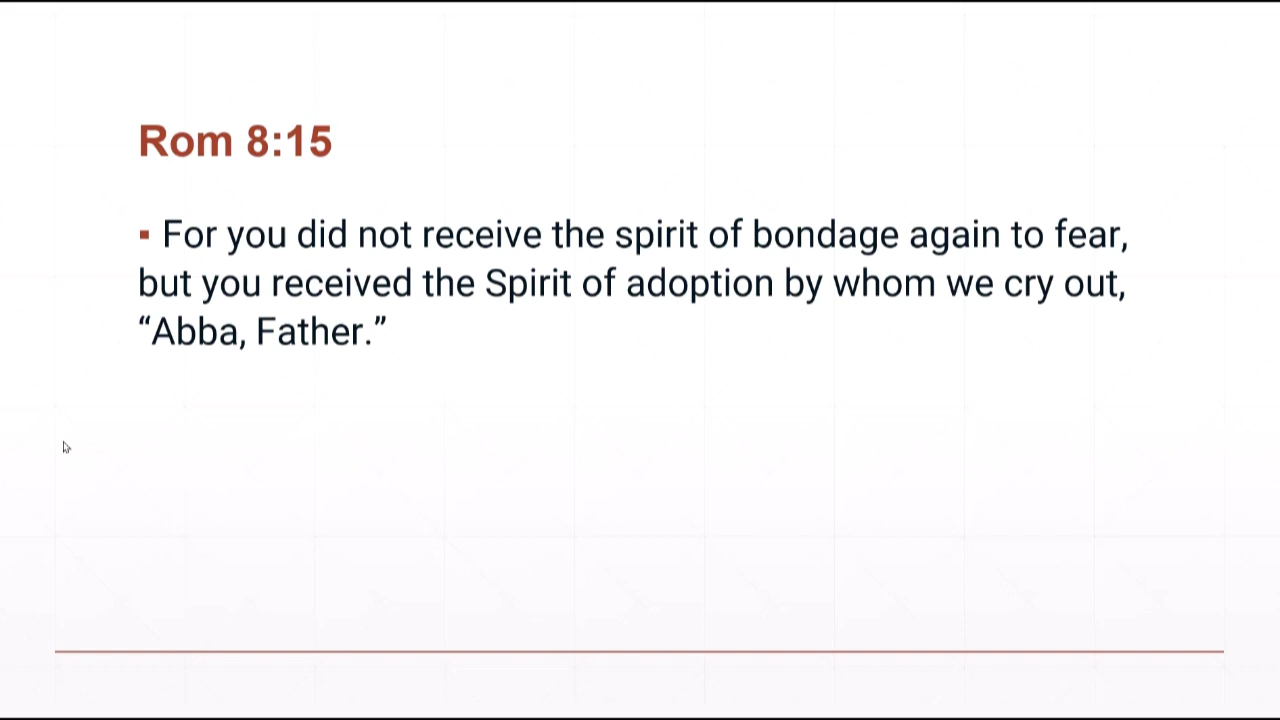 Rom 8:15
▪ For you did not receive the spirit of bondage again to fear,
but you received the Spirit of adoption by whom we cry out,
“Abba, Father.”